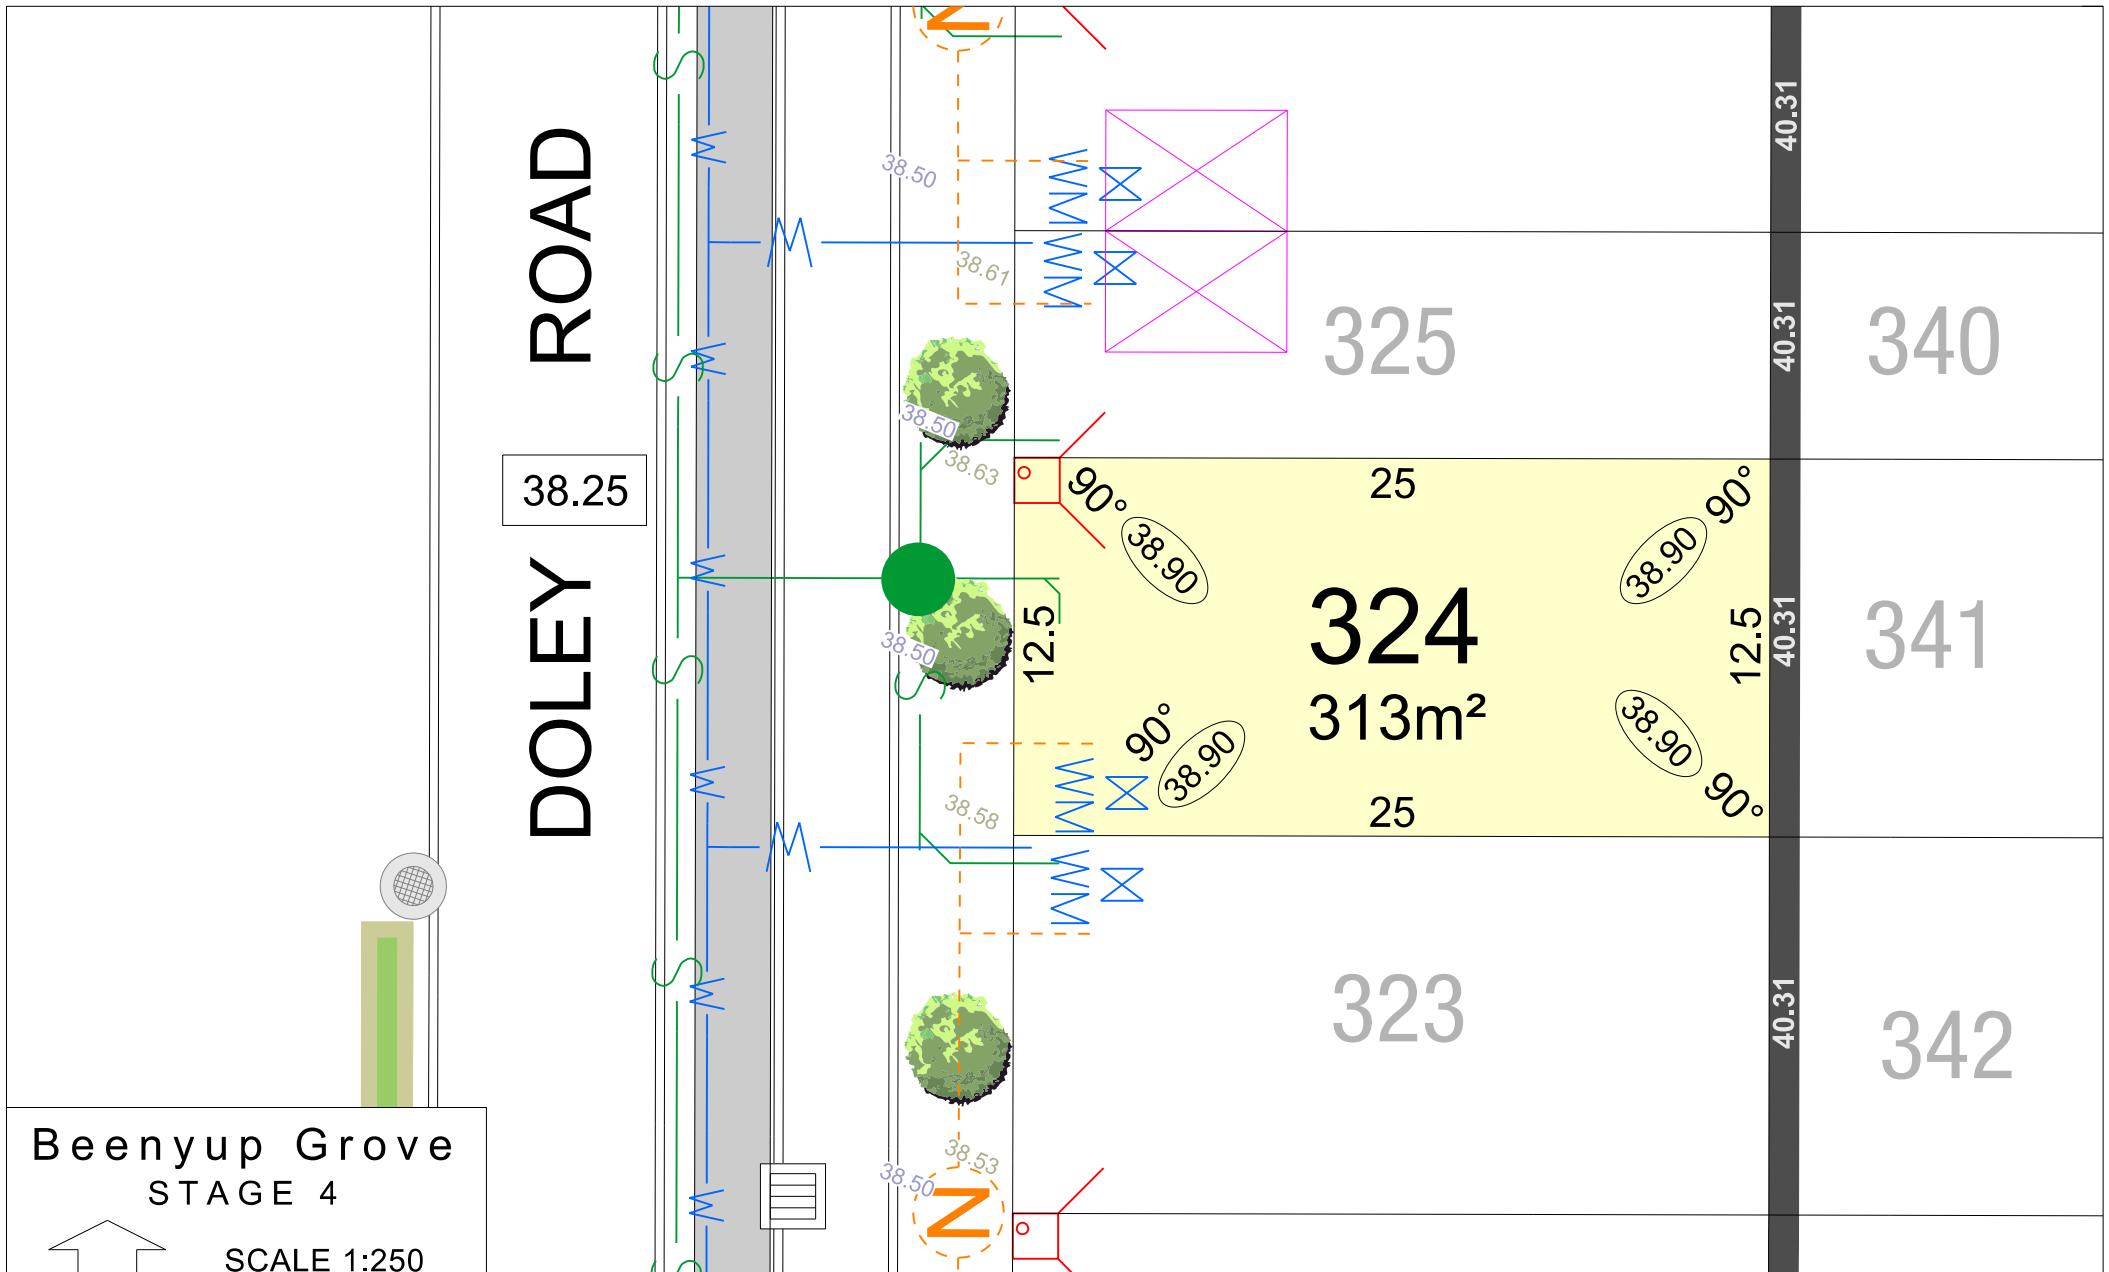 N
40.31
38.50
W
W
38.61
ROAD
325
40.31
340
38.50
38.63
38.25
25
90°
90°
38.90
38.90
324
12.5
12.5
40.31
341
38.50
313m²
90°
38.90
38.90
90°
38.58
25
DOLEY
323
40.31
342
Beenyup Grove
STAGE 4
SCALE 1:250
38.53
38.50
N
S
S
S
S
S
W
W
W
W
W
W
W
W